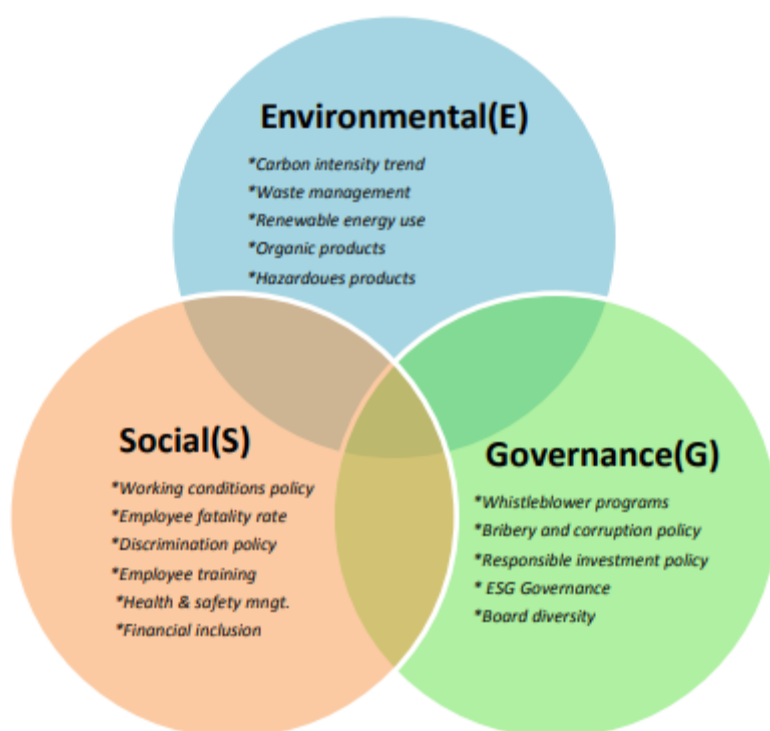 Environmental(E)
*Carbon intensity trend
*Waste management
*Renewable energy use
*Organic products
*Hazardoues products
Social(S)
*Working conditions policy
*Employee fatality rate
*Discrimination policy
*Employee training
*Health & safety mngt.
*Financial inclusion
Governance(G)
*Whistleblower programs
*Bribery and corruption policy
*Responsible investment policy
* ESG Governance
*Board diversity